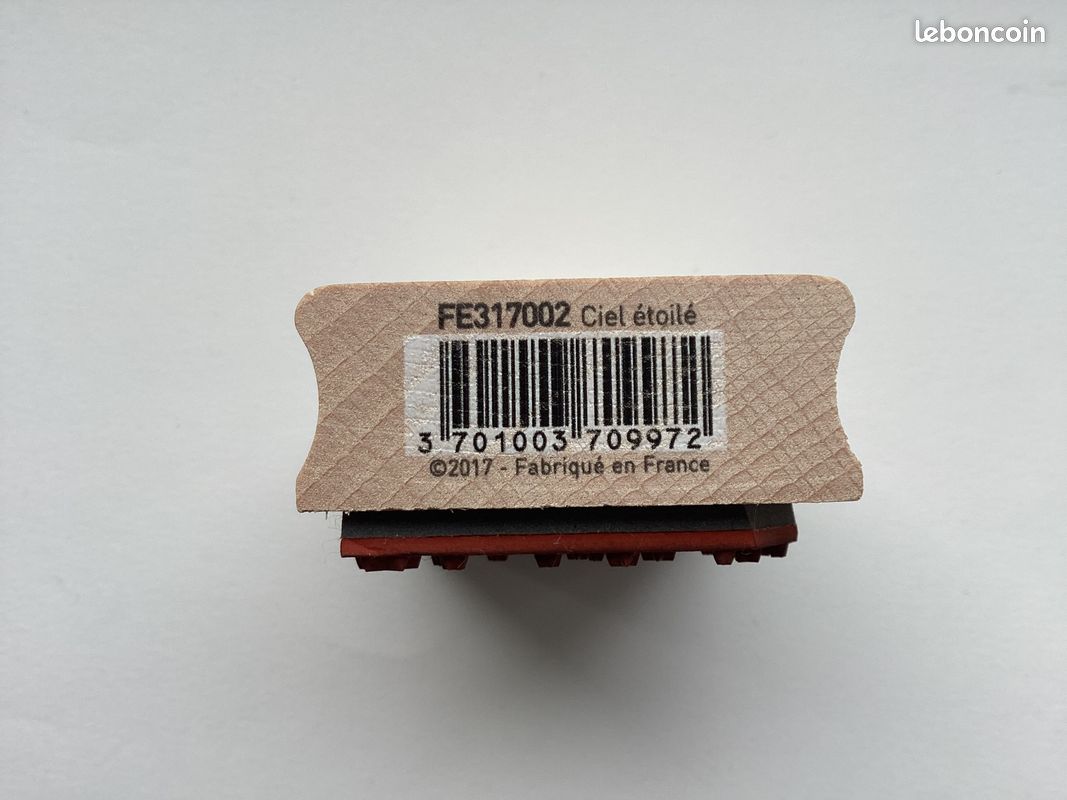 leboncoin
FE317002 Ciel étoilé
3 701003 709972
©2017 - Fabriqué en France